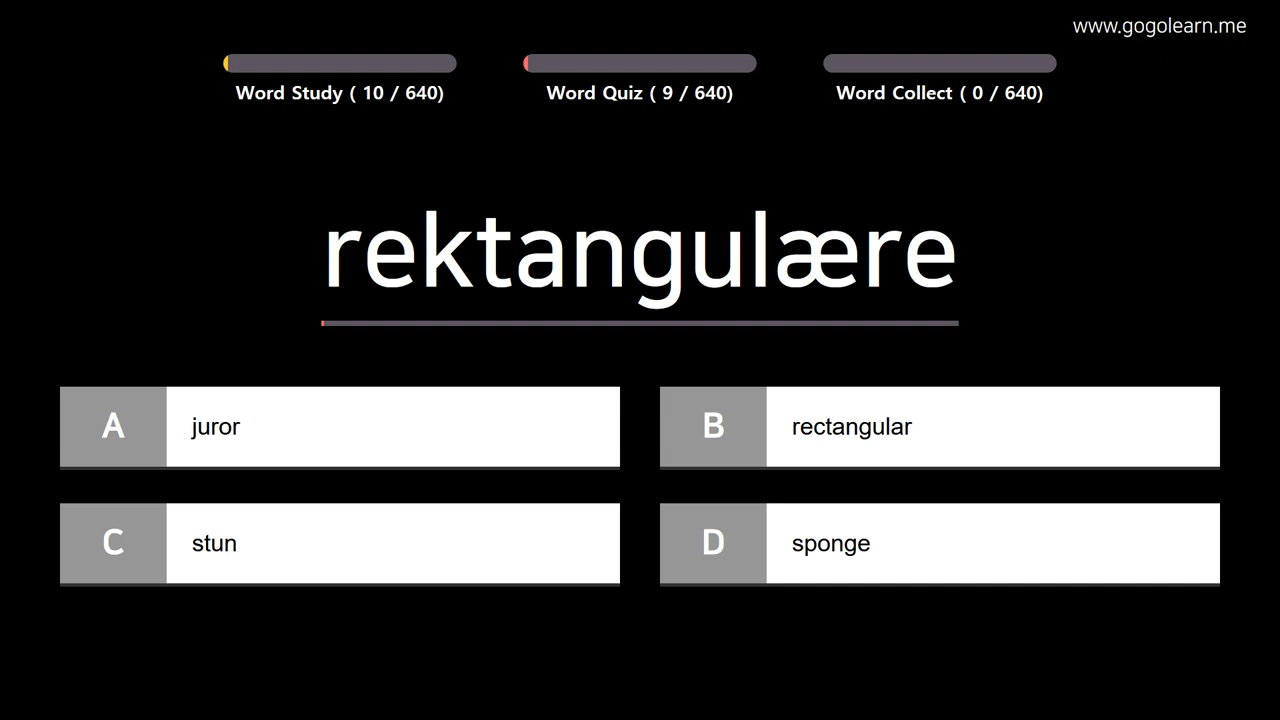 www.gogolearn.me
Word Study ( 10 / 640)
Word Quiz ( 9 / 640)
Word Collect ( 0 / 640)
rektangulære
A juror
B rectangular
C stun
D sponge